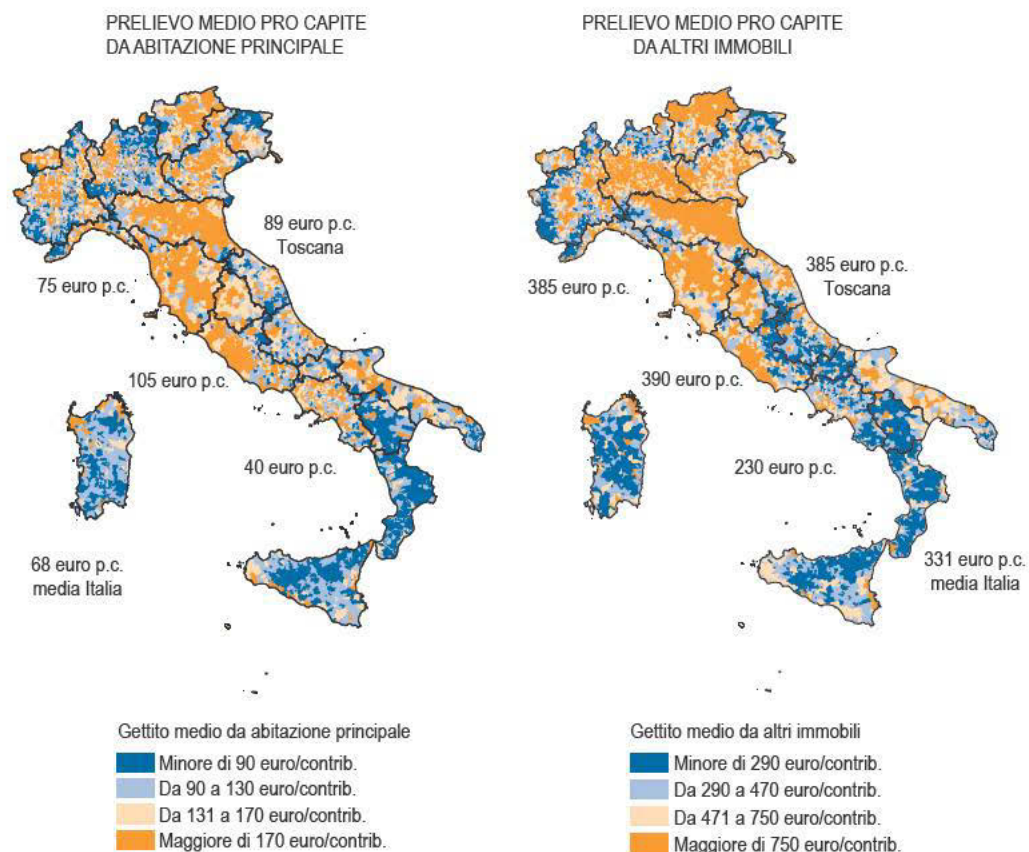 PRELIEVO MEDIO PRO CAPITE
DA ABITAZIONE PRINCIPALE
89 euro p.c.
Toscana
75 euro p.c.
105 euro p.c.
40 euro p.c.
68 euro p.c.
media Italia
Gettito medio da abitazione principale
Minore di 90 euro/contrib.
Da 90 a 130 euro/contrib.
Da 131 a 170 euro/contrib.
Maggiore di 170 euro/contrib.
PRELIEVO MEDIO PRO CAPITE
DA ALTRI IMMOBILI
385 euro p.c.
Toscana
385 euro p.c.
390 euro p.c.
230 euro p.c.
331 euro p.c.
media Italia
Gettito medio da altri immobili
Minore di 290 euro/contrib.
Da 290 a 470 euro/contrib.
Da 471 a 750 euro/contrib.
Maggiore di 750 euro/contrib.